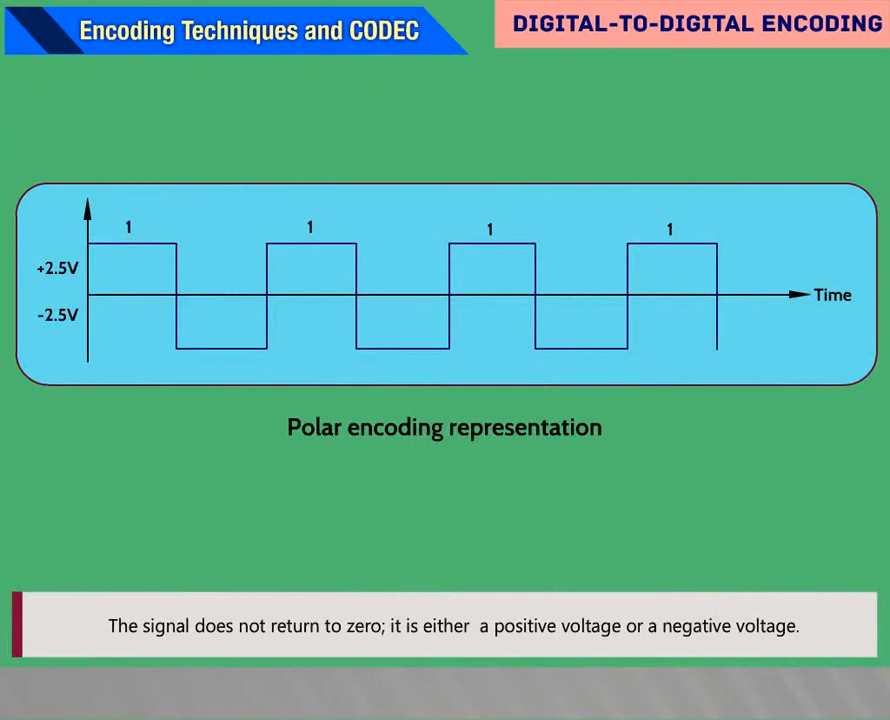 Encoding Techniques and CODEC
DIGITAL-TO-DIGITAL ENCODING
1 1 1 1
+2.5V
Time
-2.5V
Polar encoding representation
The signal does not return to zero; it is either a positive voltage or a negative voltage.